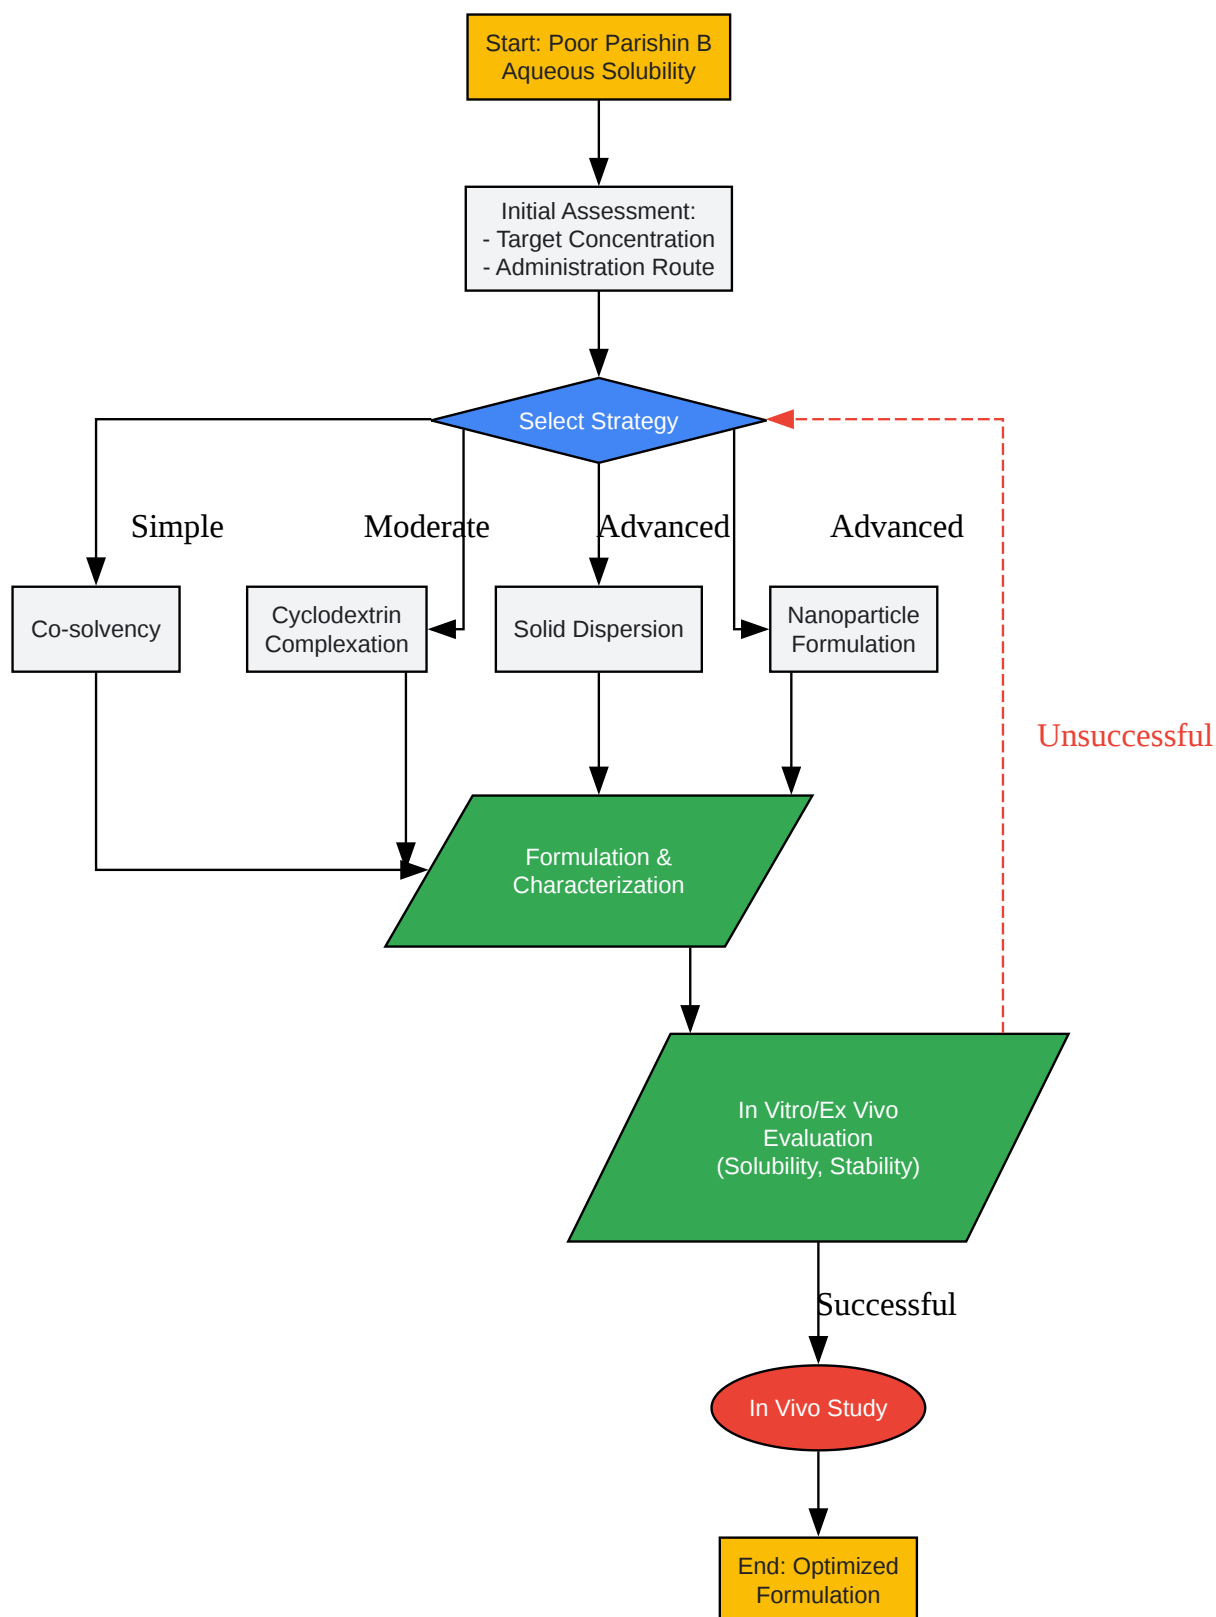 Start: Poor Parishin B
Aqueous Solubility
Initial Assessment:
- Target Concentration
- Administration Route
Select Strategy
Simple
Moderate
Advanced
Advanced
Co-solvency
Cyclodextrin
Complexation
Solid Dispersion
Nanoparticle
Formulation
Unsuccessful
Formulation &
Characterization
In Vitro/Ex Vivo
Evaluation
(Solubility, Stability)
Successful
In Vivo Study
End: Optimized
Formulation